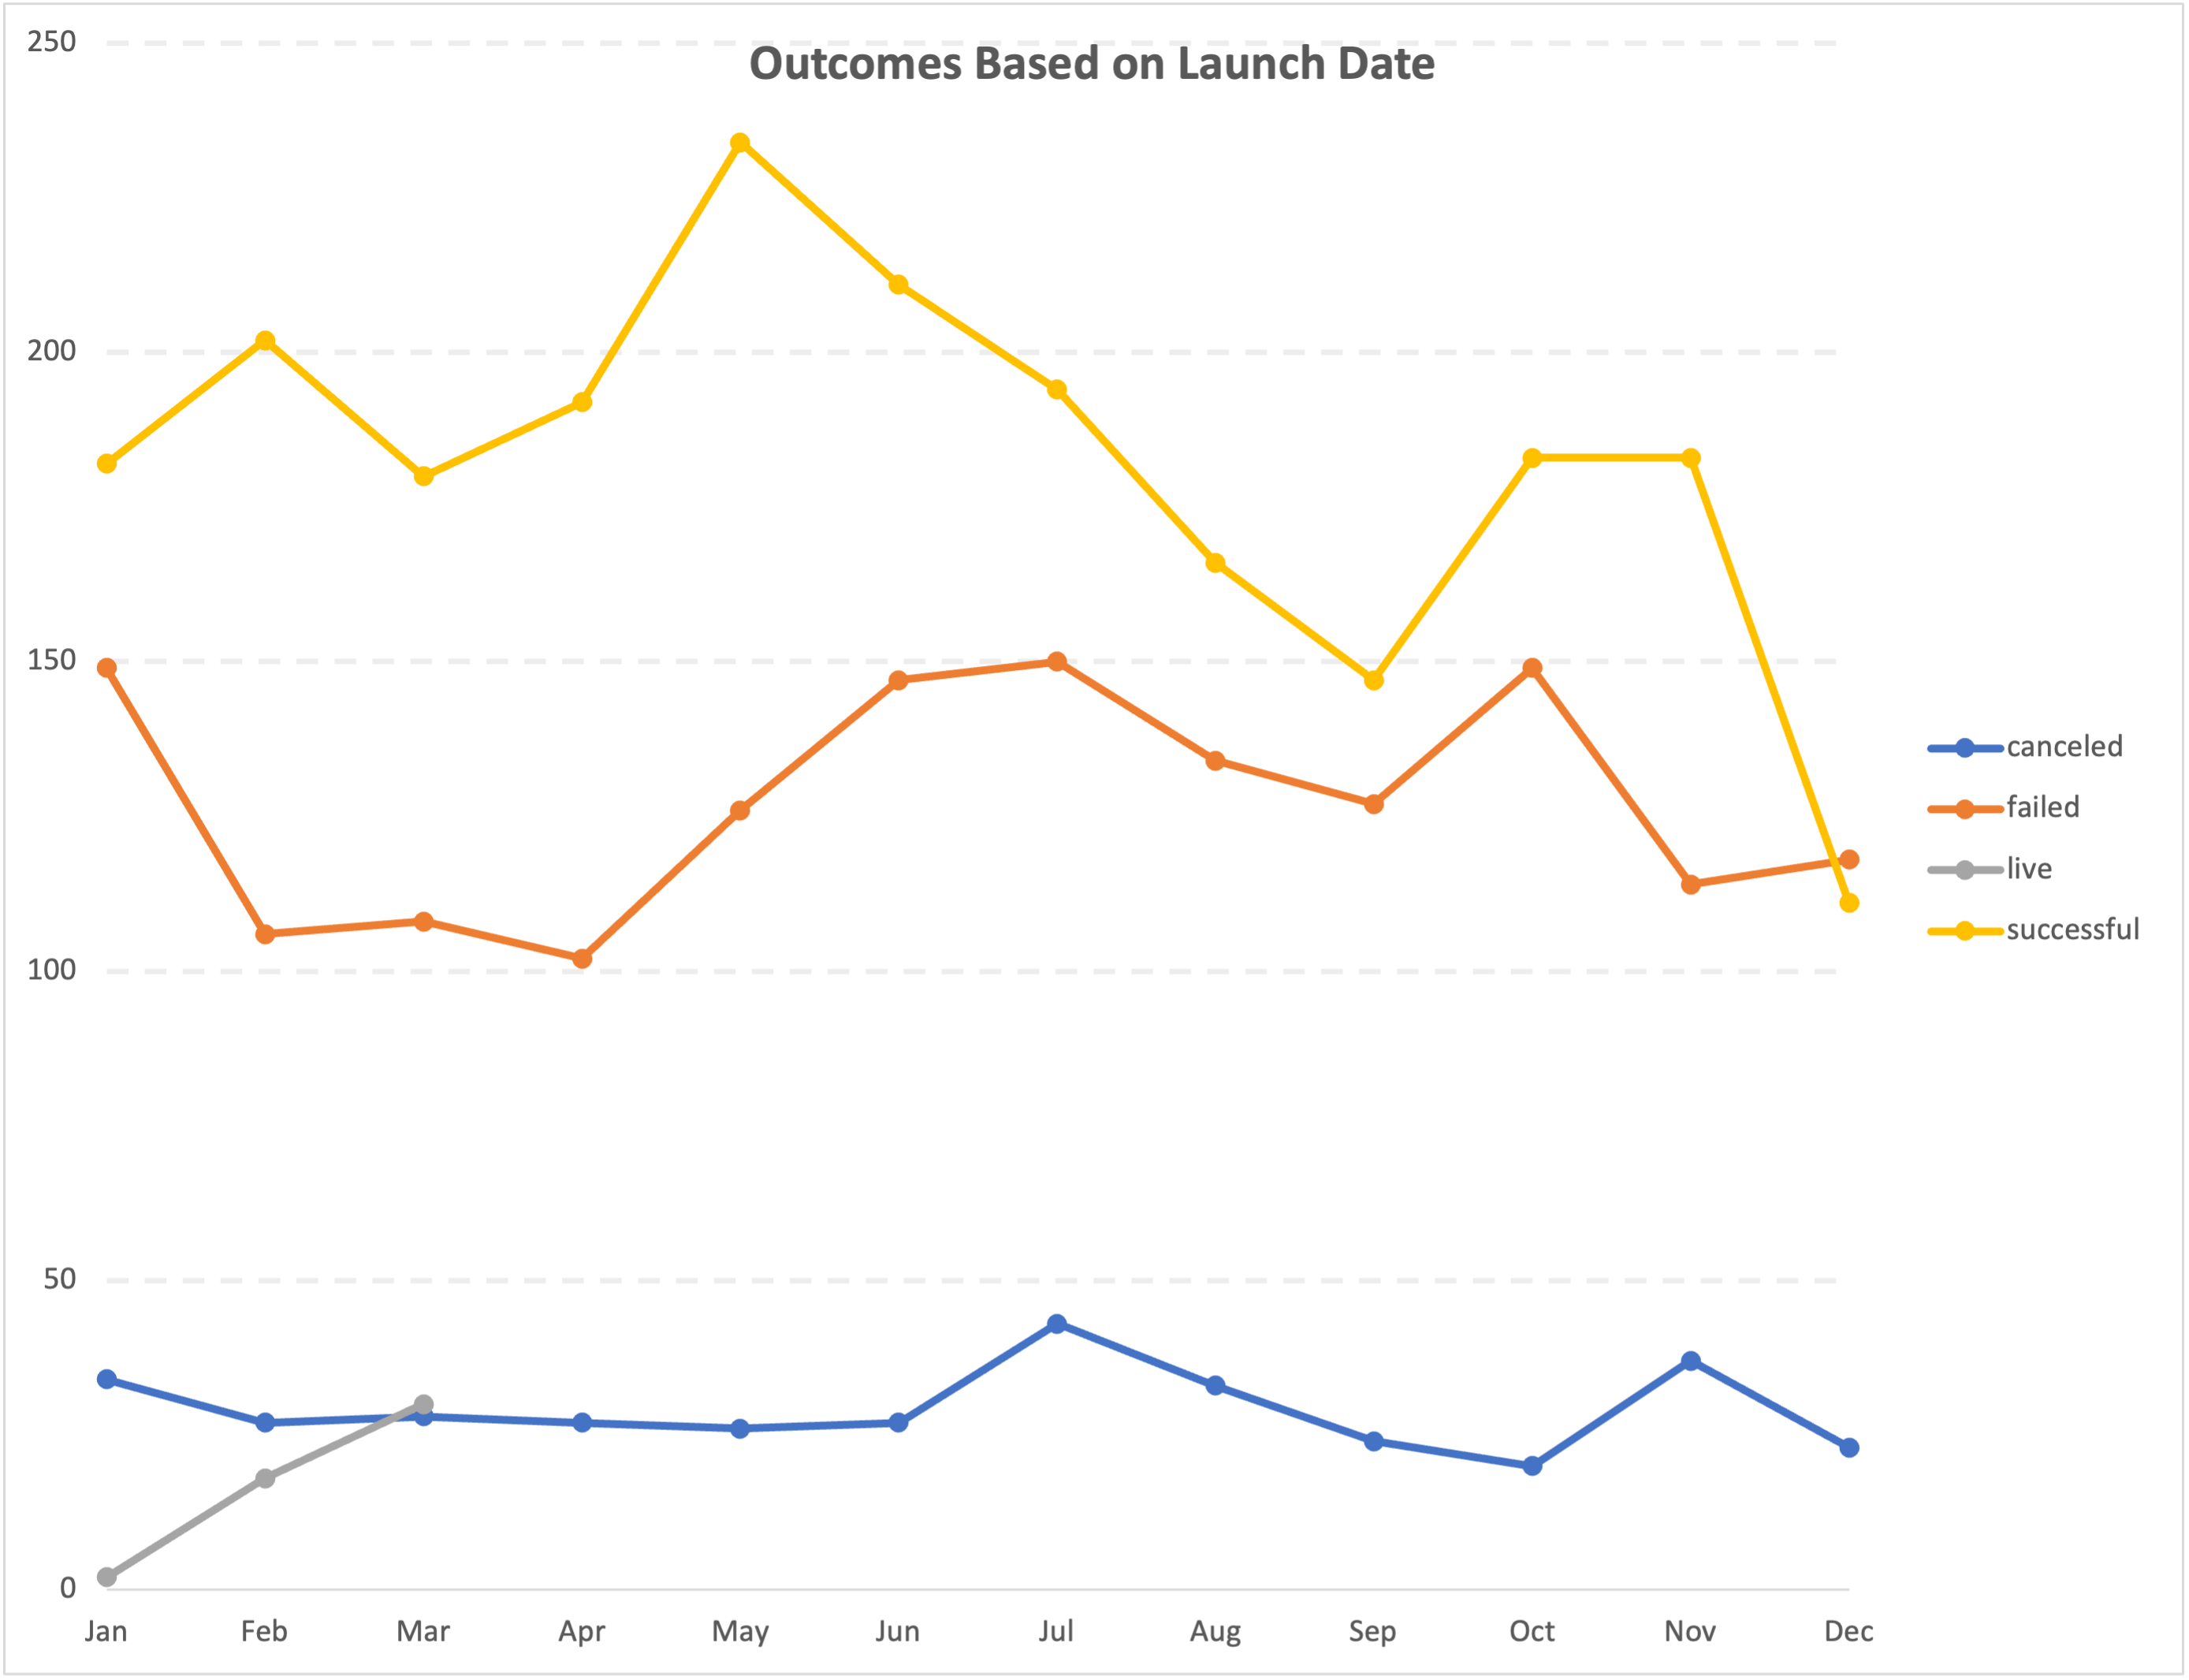 Outcomes Based on Launch Date
250
200
150
100
50
0
Jan Feb Mar Apr May Jun Jul Aug Sep Oct Nov Dec
canceled
failed
live
successful